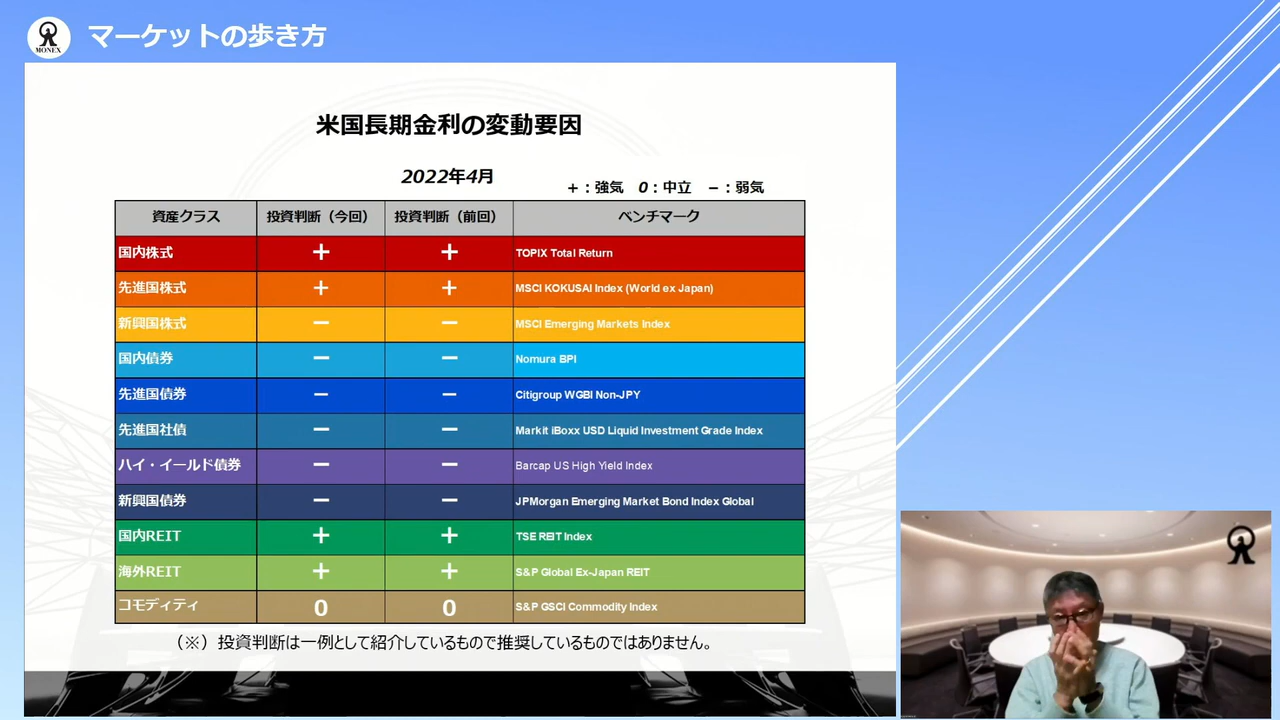 MONEX
マーケットの歩き方
米国長期金利の変動要因
2022年4月
+：強気 0：中立 −：弱気
資産クラス 投資判断（今回） 投資判断（前回） ベンチマーク
国内株式 + + TOPIX Total Return
先進国株式 + + MSCI KOKUSAI Index (World ex Japan)
新興国株式 − − MSCI Emerging Markets Index
国内債券 − − Nomura BPI
先進国債券 − − Citigroup WGBI Non-JPY
先進国社債 − − Markit iBoxx USD Liquid Investment Grade Index
ハイ・イールド債券 − − Barcap US High Yield Index
新興国債券 − − JPMorgan Emerging Market Bond Index Global
国内REIT + + TSE REIT Index
海外REIT + + S&P Global Ex-Japan REIT
コモディティ 0 0 S&P GSCI Commodity Index
（※）投資判断は一例として紹介しているもので推奨しているものではありません。